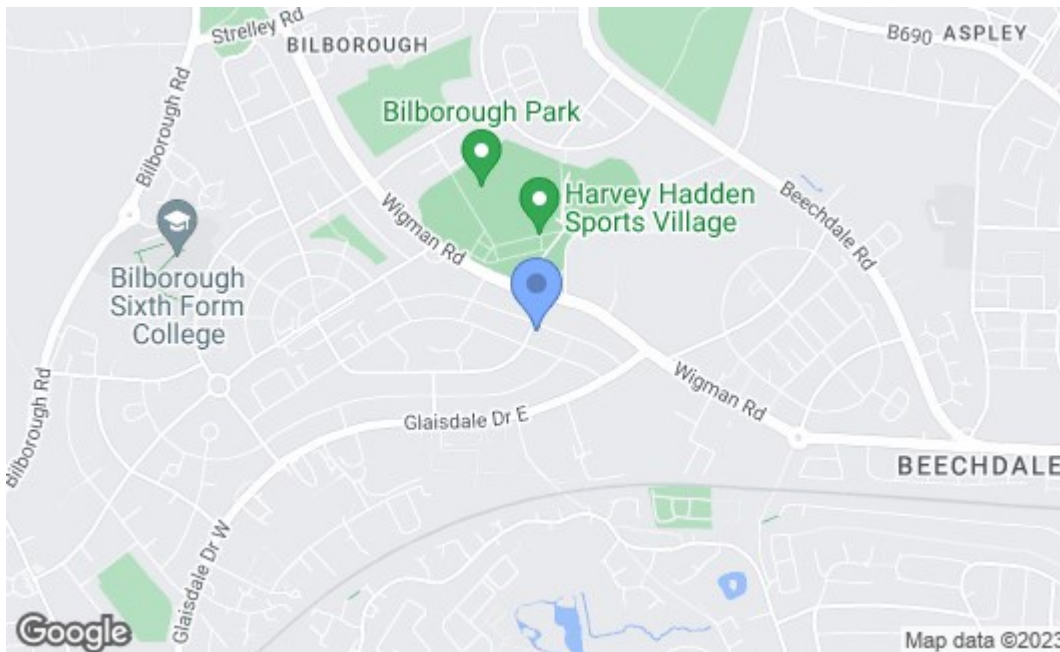 Strelley Rd
BILBOROUGH
B690
ASPLEY
Bilborough Park
Bilborough Rd
Harvey Hadden
Sports Village
Beechdale Rd
Wigman Rd
Bilborough
Sixth Form
College
Bilborough Rd
Wigman Rd
Glaisdale Dr E
BEECHDALE
Glaisdale Dr W
Google
Map data ©2023